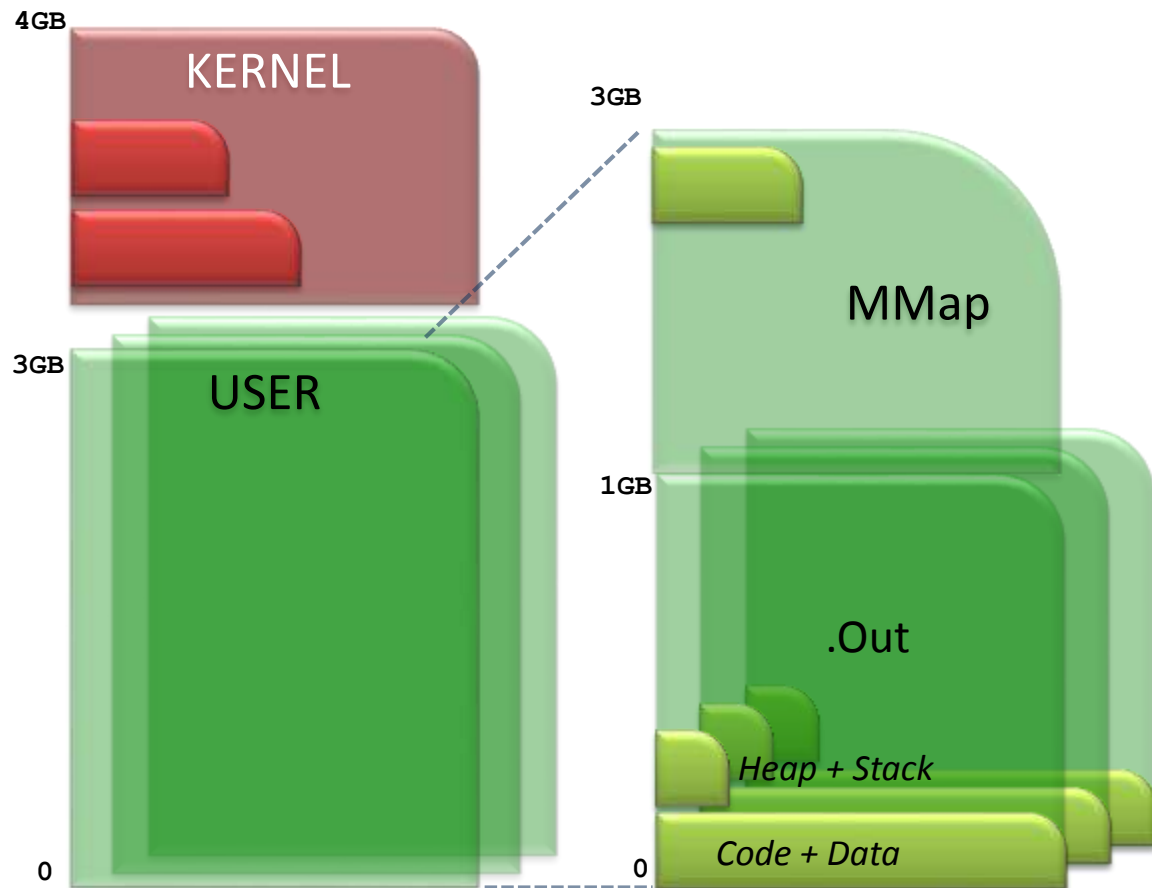 4GB
KERNEL
3GB
USER
0
3GB
MMap
1GB
.Out
Heap + Stack
Code + Data
0